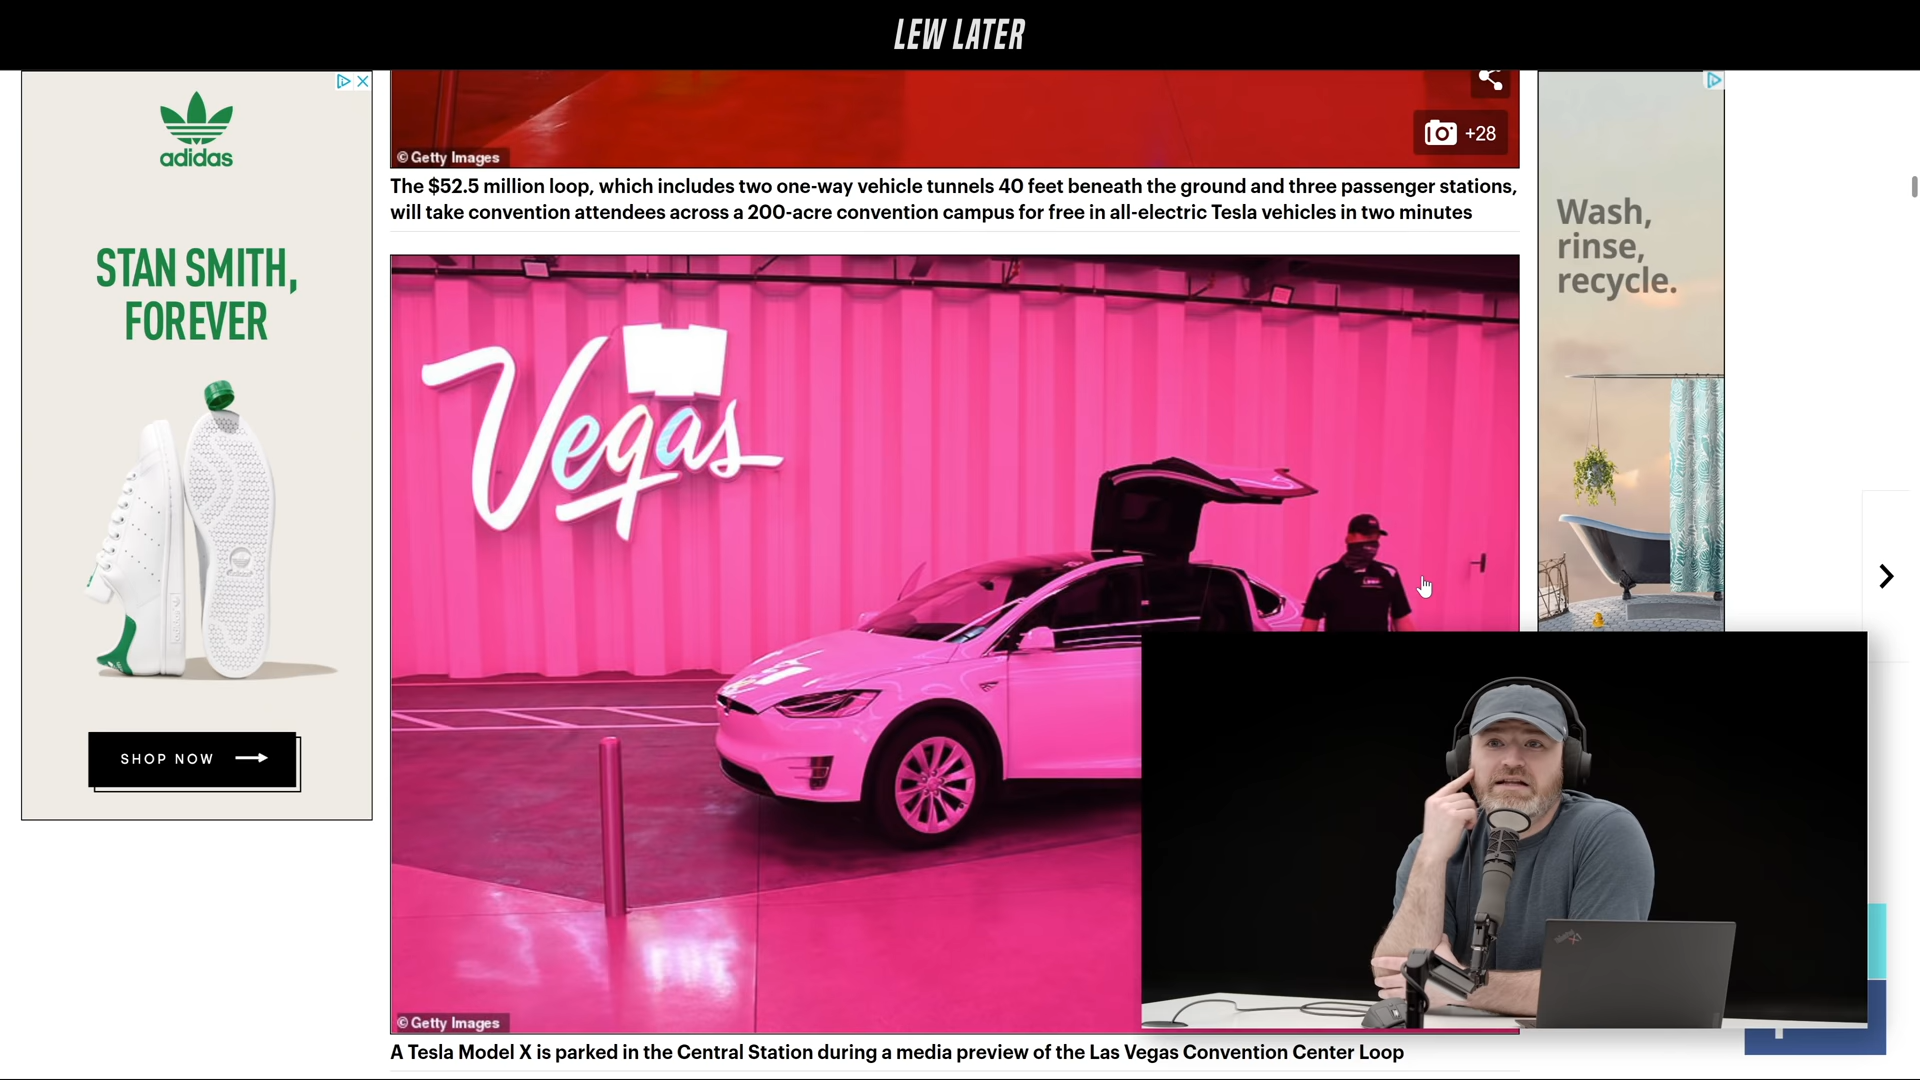 LEW LATER
adidas
STAN SMITH,
FOREVER
SHOP NOW
+28
© Getty Images
The $52.5 million loop, which includes two one-way vehicle tunnels 40 feet beneath the ground and three passenger stations,
will take convention attendees across a 200-acre convention campus for free in all-electric Tesla vehicles in two minutes
Vegas
© Getty Images
A Tesla Model X is parked in the Central Station during a media preview of the Las Vegas Convention Center Loop
Wash,
rinse,
recycle.